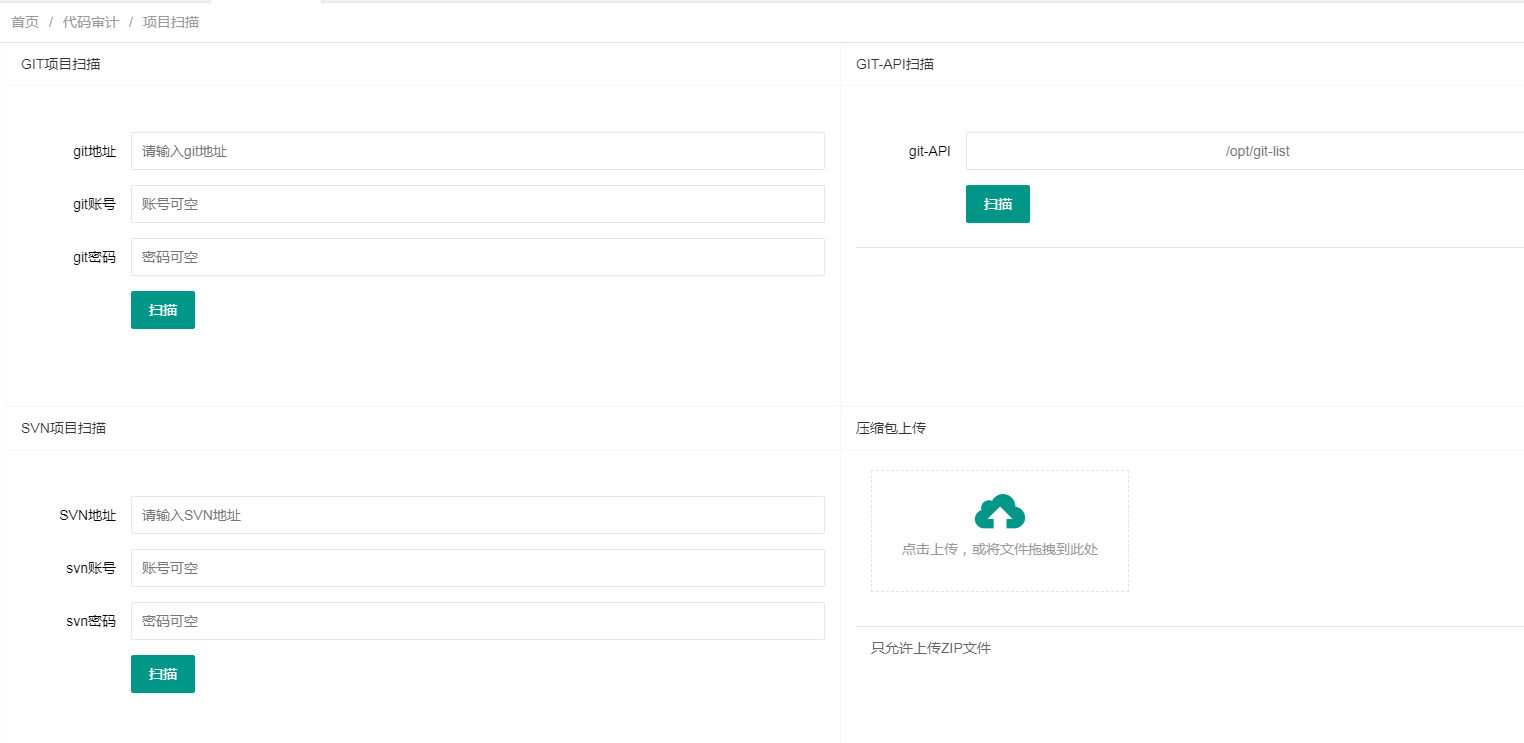 首页 / 代码审计 / 项目扫描
GIT项目扫描
git地址 请输入git地址
git账号 账号可空
git密码 密码可空
扫描
GIT-API扫描
git-API /opt/git-list
扫描
SVN项目扫描
SVN地址 请输入SVN地址
svn账号 账号可空
svn密码 密码可空
扫描
压缩包上传
点击上传，或将文件拖拽到此处
只允许上传ZIP文件